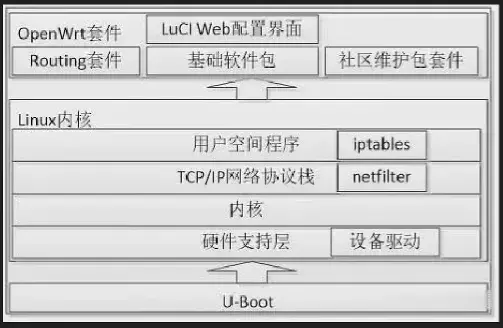 OpenWrt套件
LuCI Web配置界面
Routing套件
基础软件包
社区维护包套件
Linux内核
用户空间程序
iptables
TCP/IP网络协议栈
netfilter
内核
硬件支持层
设备驱动
U-Boot